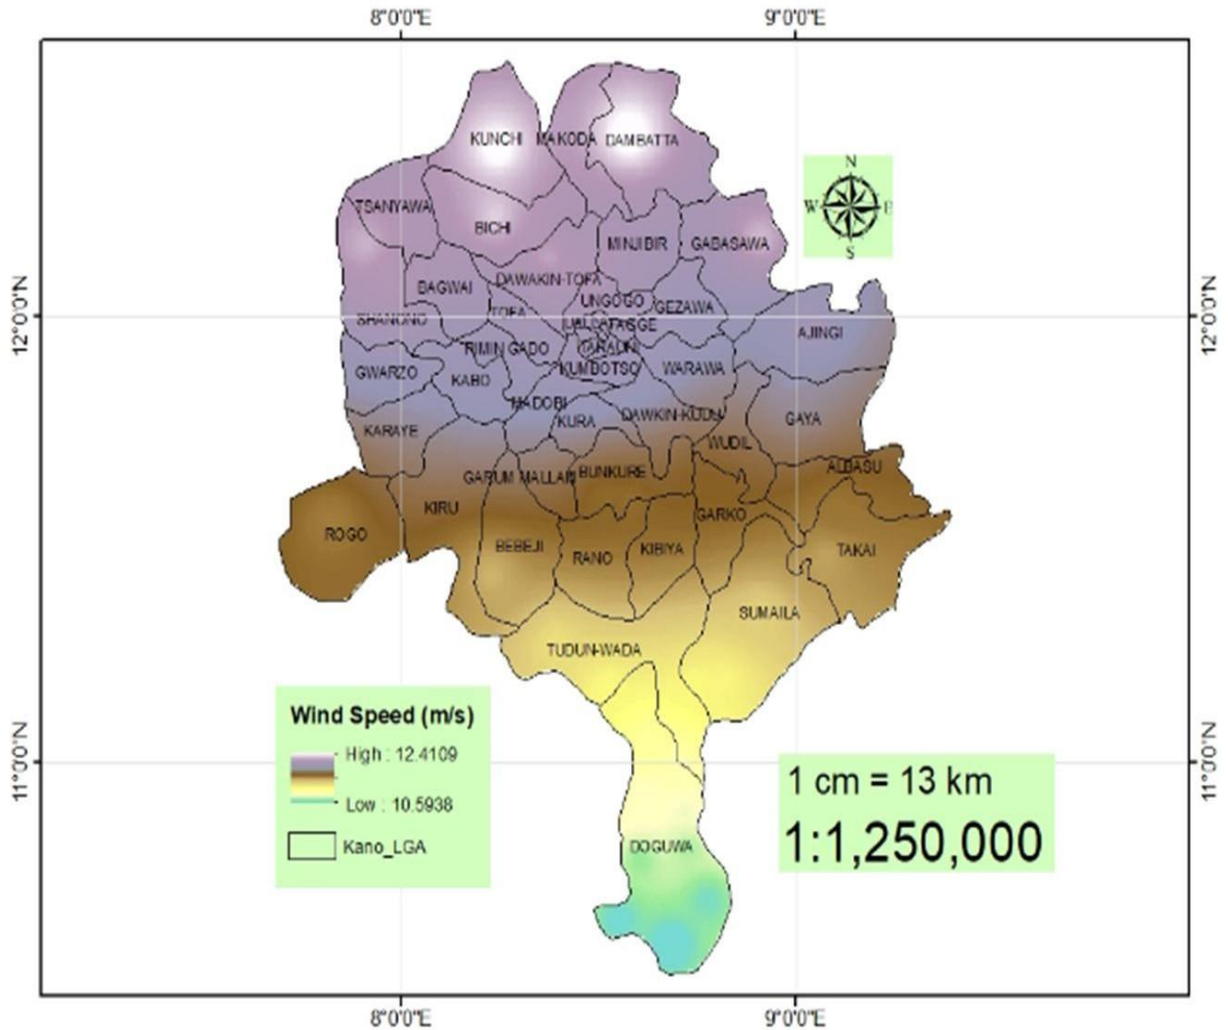 8°0'0"E 9°0'0"E
KUNCHI MAKODA DAMBATTA
N
W E
S
TSANYAWA
BICHI
MINJIBIR GABASAWA
DAWAKIN-TOFA
BAGWAI
UNGOGO
GEZAWA
TOFA
12°0'0"N 12°0'0"N
SHANONO
AJINGI
TARAUNI
RIMIN GADO
KUMBOTSO WARAWA
GWARZO
KABO
MADOBI
DAWKIN-KUDU
KURA
GAYA
KARAYE
WUDIL
ALBASU
BUNKURE
GARUM MALLAM
KIRU
GARKO
ROGO
BEBEJI
KIBIYA
TAKAI
RANO
SUMAILA
TUDUN-WADA
Wind Speed (m/s)
High : 12.4109
Low : 10.5938
Kano_LGA
11°0'0"N 11°0'0"N
1 cm = 13 km
1:1,250,000
DOGUWA
8°0'0"E 9°0'0"E